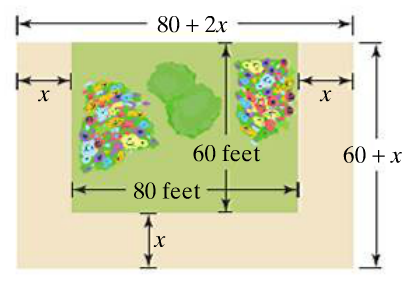 80 + 2x
x
x
60 feet
60 + x
80 feet
x